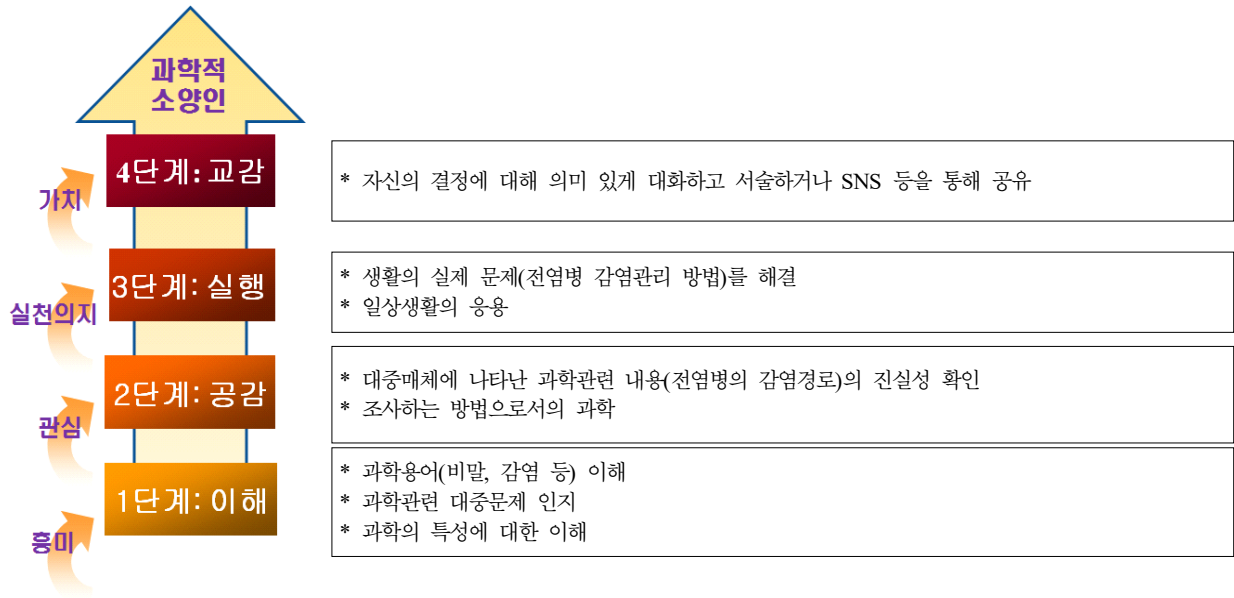 과학적
소양인
4단계: 교감
가치
* 자신의 결정에 대해 의미 있게 대화하고 서술하거나 SNS 등을 통해 공유
3단계: 실행
실천의지
* 생활의 실제 문제(전염병 감염관리 방법)를 해결
* 일상생활의 응용
2단계: 공감
관심
* 대중매체에 나타난 과학관련 내용(전염병의 감염경로)의 진실성 확인
* 조사하는 방법으로서의 과학
1단계: 이해
흥미
* 과학용어(비말, 감염 등) 이해
* 과학관련 대중문제 인지
* 과학의 특성에 대한 이해